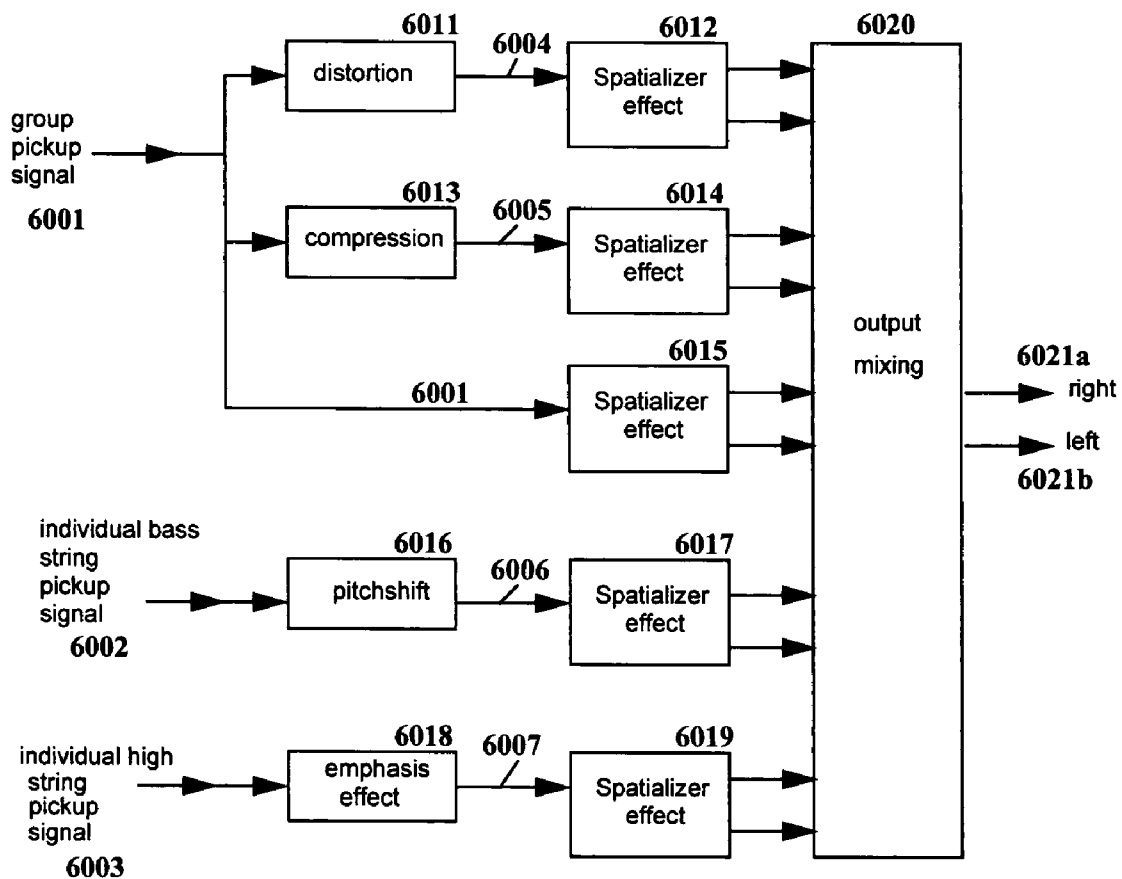 6011
6004
6012
6020
distortion
Spatializer
effect
group
pickup
signal
6001
6013
6005
6014
compression
Spatializer
effect
output
mixing
6015
6001
Spatializer
effect
6021a
right
left
6021b
individual bass
string
pickup
signal
6002
6016
6006
6017
pitchshift
Spatializer
effect
individual high
string
pickup
signal
6003
6018
6007
6019
emphasis
effect
Spatializer
effect